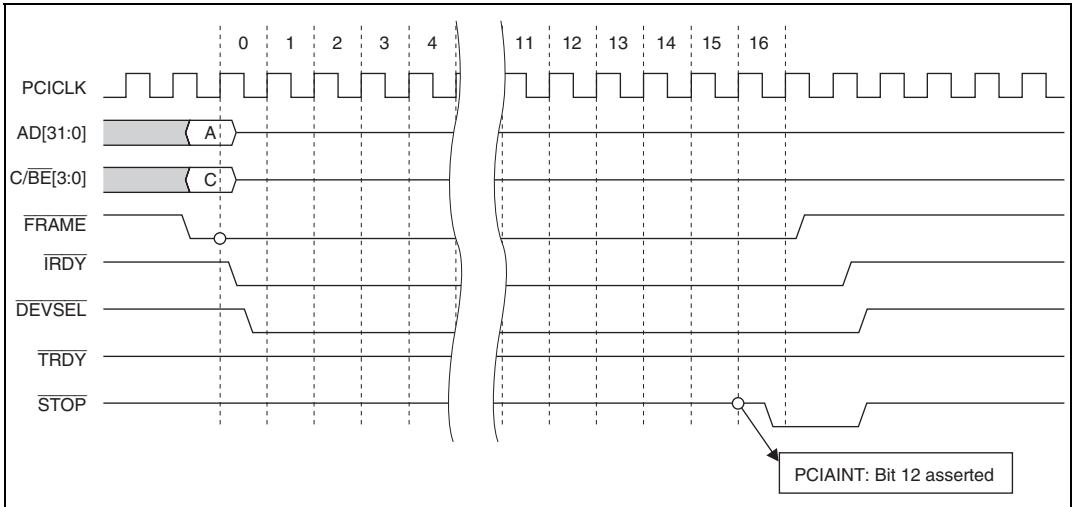 0 1 2 3 4 11 12 13 14 15 16
PCICLK
AD[31:0] A
C/BE[3:0] C
FRAME
IRDY
DEVSEL
TRDY
STOP
PCIAINT: Bit 12 asserted